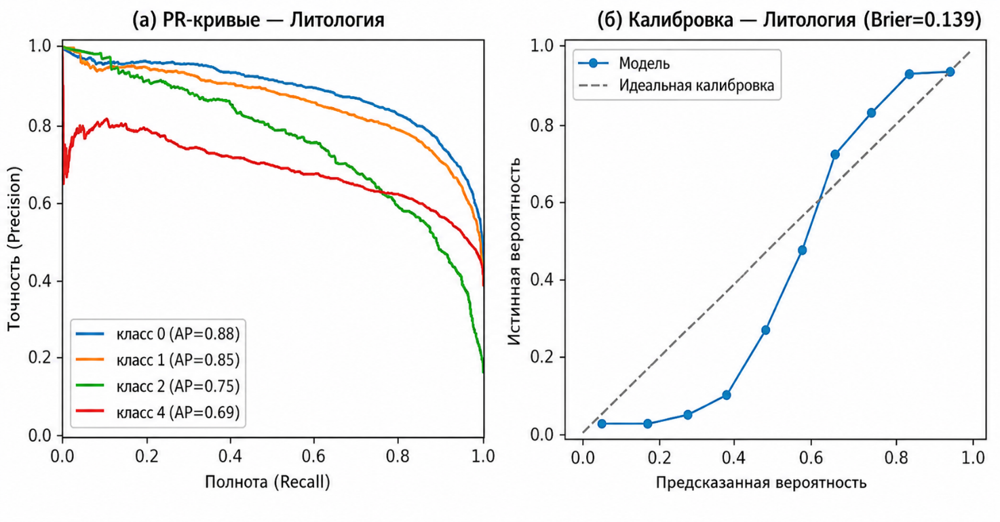 (а) PR-кривые — Литология
1.0
0.8
0.6
0.4
0.2
0.0
Точность (Precision)
класс 0 (AP=0.88)
класс 1 (AP=0.85)
класс 2 (AP=0.75)
класс 4 (AP=0.69)
0.0 0.2 0.4 0.6 0.8 1.0
Полнота (Recall)
(б) Калибровка — Литология (Brier=0.139)
1.0
0.8
0.6
0.4
0.2
0.0
Истинная вероятность
Модель
Идеальная калибровка
0.0 0.2 0.4 0.6 0.8 1.0
Предсказанная вероятность